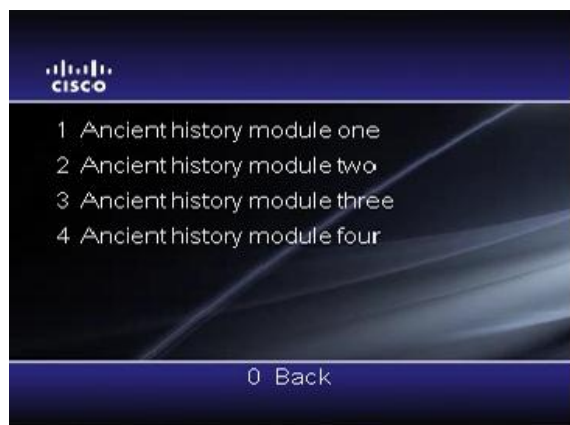 CISCO
1 Ancient history module one
2 Ancient history module two
3 Ancient history module three
4 Ancient history module four
0 Back